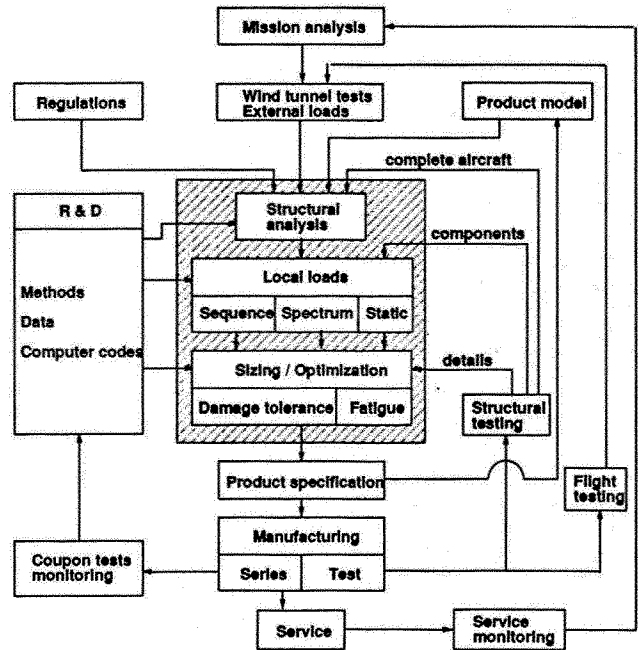 Mission analysis
Regulations
Wind tunnel tests
External loads
Product model
complete aircraft
R & D
Structural
analysis
components
Methods
Data
Computer codes
Local loads
Sequence
Spectrum
Static
Sizing / Optimization
details
Damage tolerance
Fatigue
Structural
testing
Product specification
Flight
testing
Manufacturing
Coupon tests
monitoring
Series
Test
Service
Service
monitoring